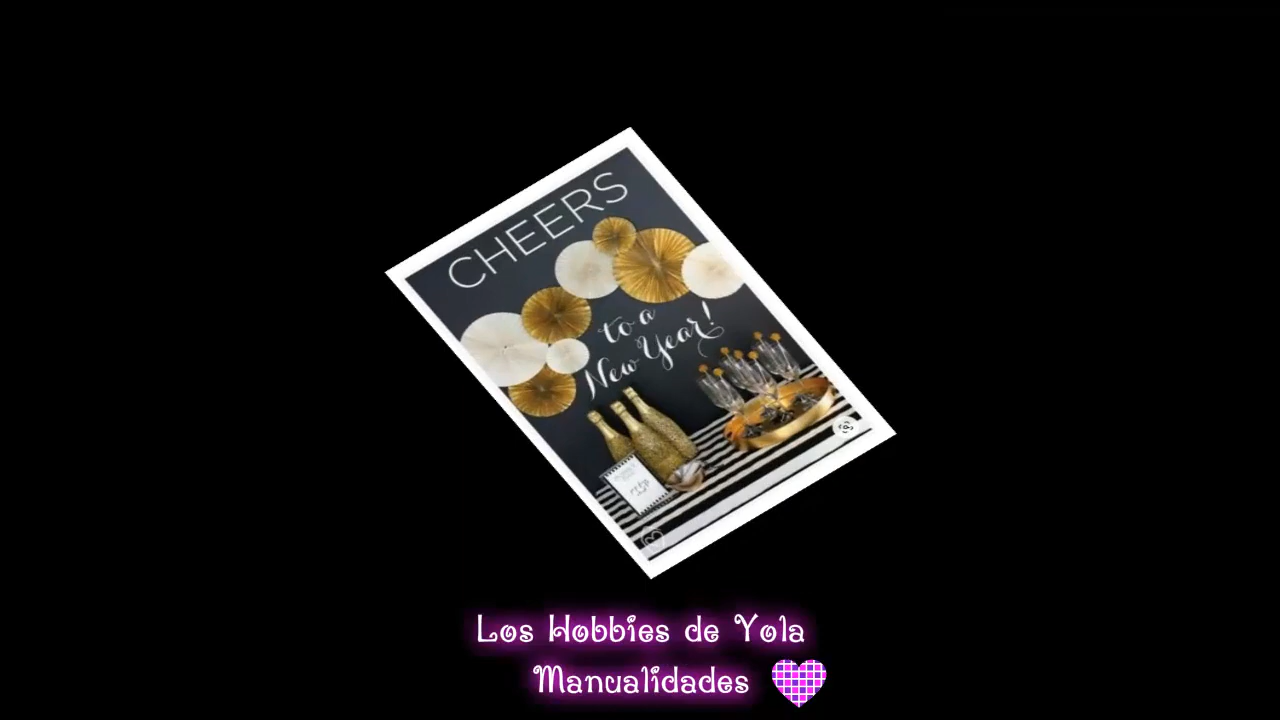 CHEERS
to a
New Year!
Los Hobbies de Yola
Manualidades